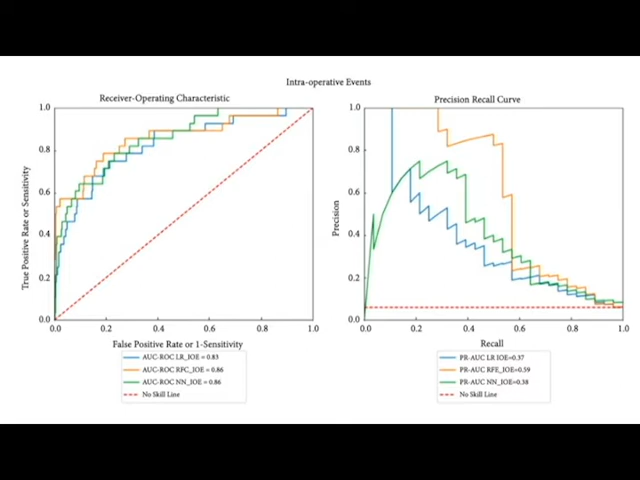 Intra-operative Events
Receiver-Operating Characteristic
1.0
0.8
0.6
0.4
0.2
0.0
True Positive Rate or Sensitivity
0.0 0.2 0.4 0.6 0.8 1.0
False Positive Rate or 1-Sensitivity
AUC-ROC LR_IOE = 0.83
AUC-ROC RFC_IOE = 0.86
AUC-ROC NN_IOE = 0.86
No Skill Line
Precision Recall Curve
1.0
0.8
0.6
0.4
0.2
0.0
Precision
0.0 0.2 0.4 0.6 0.8 1.0
Recall
PR-AUC LR IOE=0.37
PR-AUC RFE_IOE=0.59
PR-AUC NN_IOE=0.38
No Skill Line